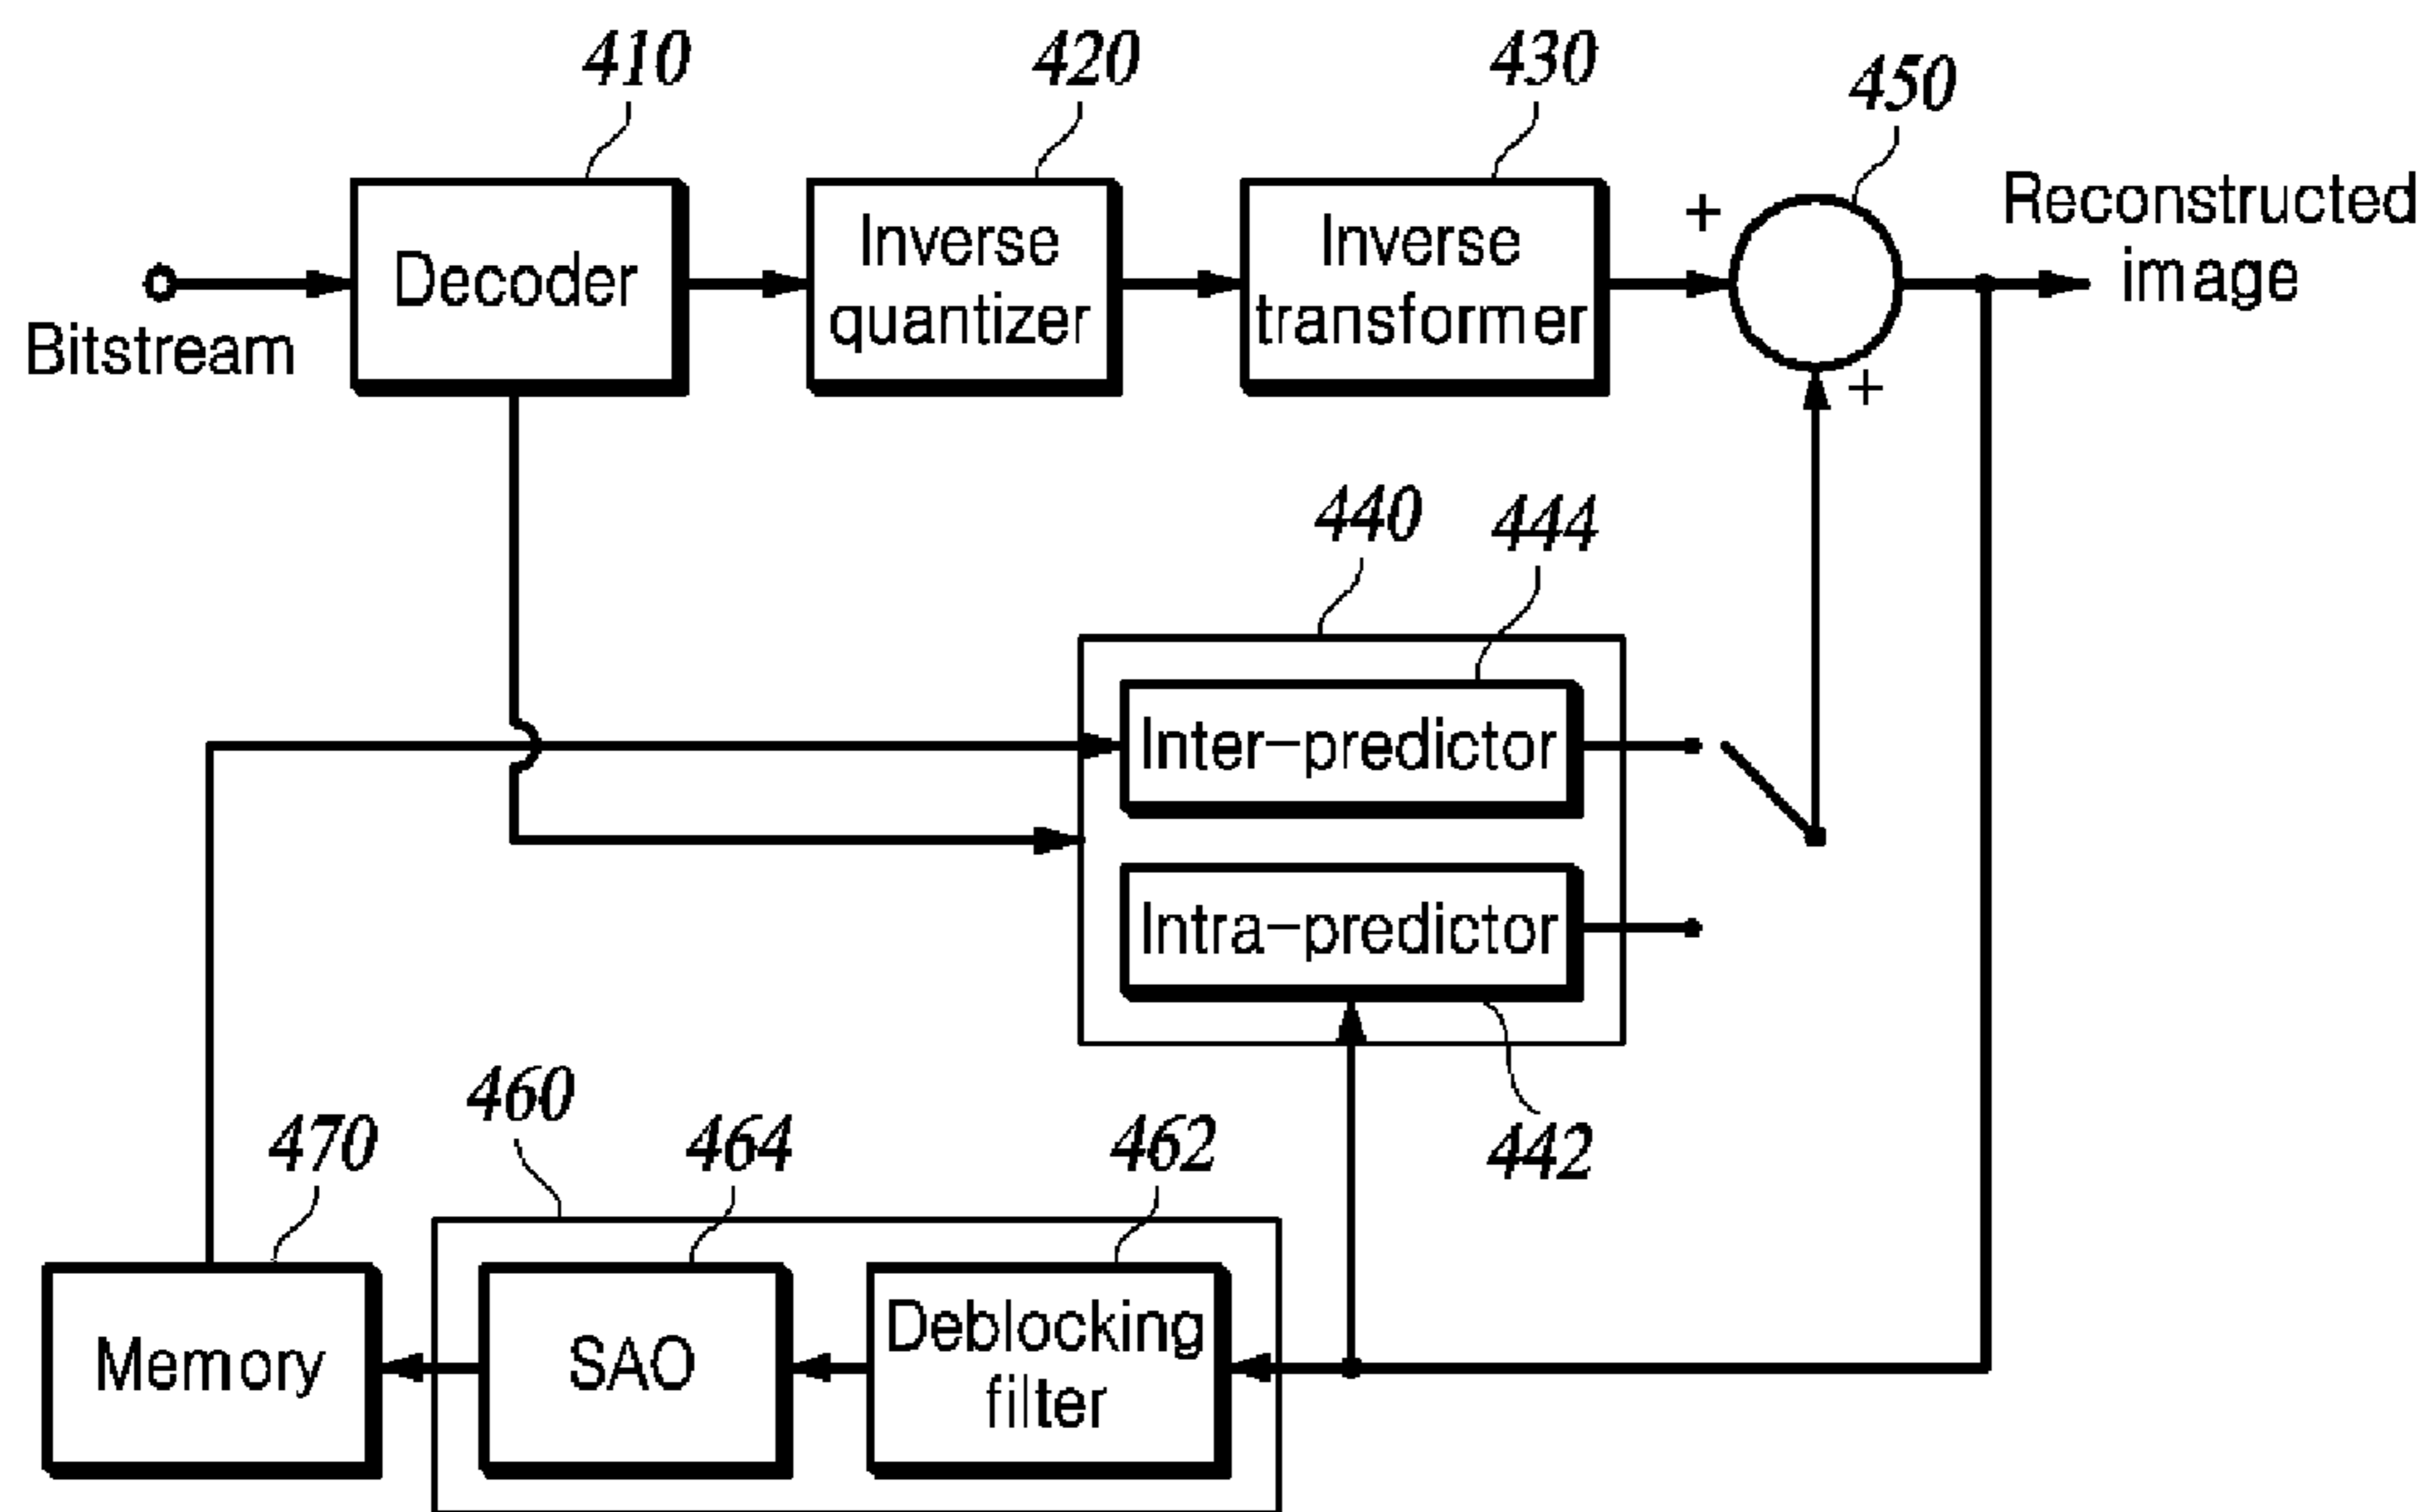 410
420
430
450
Decoder
Inverse
quantizer
Inverse
transformer
+
+
Reconstructed
image
Bitstream
440
444
Inter-predictor
Intra-predictor
442
460
470
464
462
Memory
SAO
Deblocking
filter